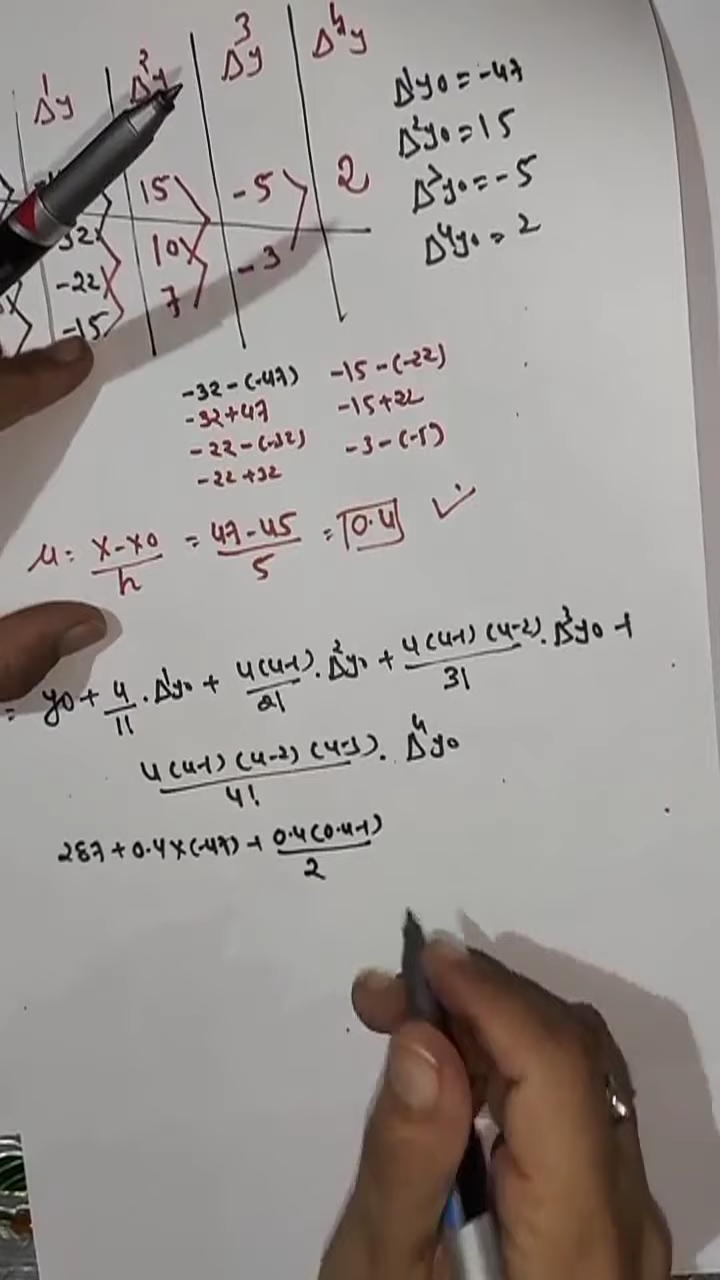 Δ¹y Δ²y Δ³y Δ⁴y
Δ¹y0 = -47
Δ²y0 = 15
Δ³y0 = -5
Δ⁴y0 = 2
15 -5 2
32 10 -3
-22 7
-15
-32-(-47) -15-(-22)
-32+47 -15+22
-22-(-32) -3-(-5)
-22+32
u: x-x0/h = 47-45/5 = 0.4 ✓
= y0 + u/1! . Δ¹y0 + u(u-1)/2! . Δ²y0 + u(u-1)(u-2)/3! . Δ³y0 +
u(u-1)(u-2)(u-3)/4! . Δ⁴y0
287 + 0.4×(-47) + 0.4(0.4-1)/2